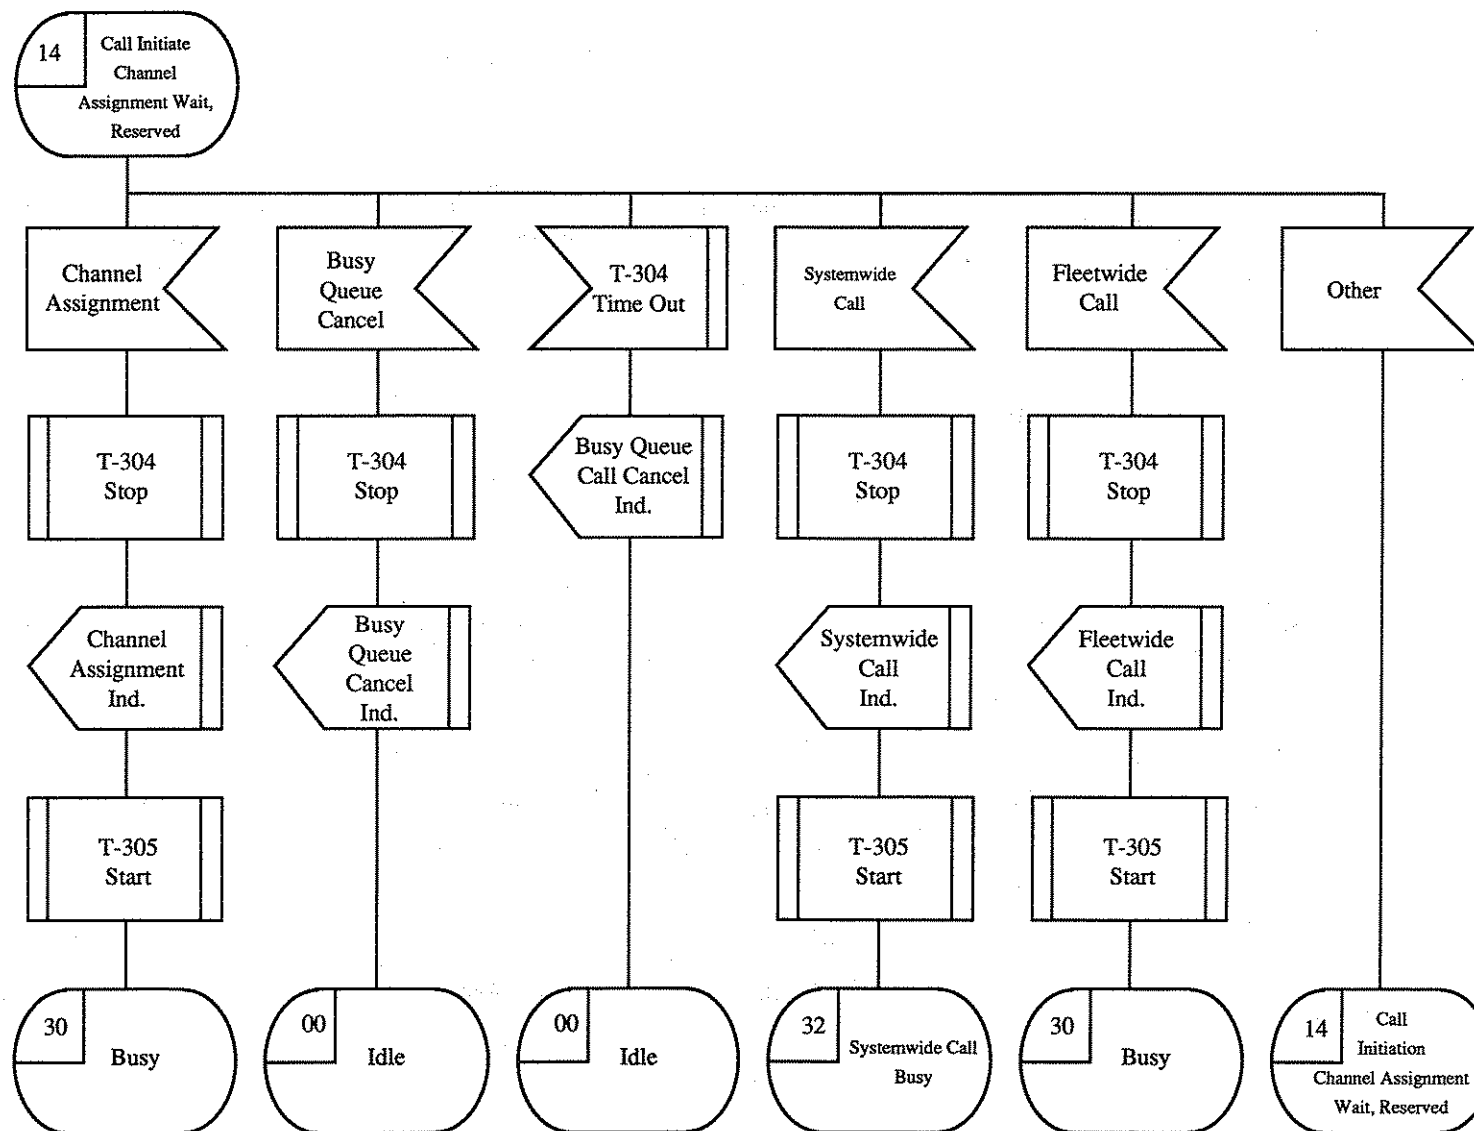 14
Call Initiate
Channel
Assignment Wait,
Reserved
Channel
Assignment
Busy
Queue
Cancel
T-304
Time Out
Systemwide
Call
Fleetwide
Call
Other
T-304
Stop
T-304
Stop
Busy Queue
Call Cancel
Ind.
T-304
Stop
T-304
Stop
Channel
Assignment
Ind.
Busy
Queue
Cancel
Ind.
Systemwide
Call
Ind.
Fleetwide
Call
Ind.
T-305
Start
T-305
Start
T-305
Start
30
Busy
00
Idle
00
Idle
32
Systemwide Call
Busy
30
Busy
14
Call
Initiation
Channel Assignment
Wait, Reserved